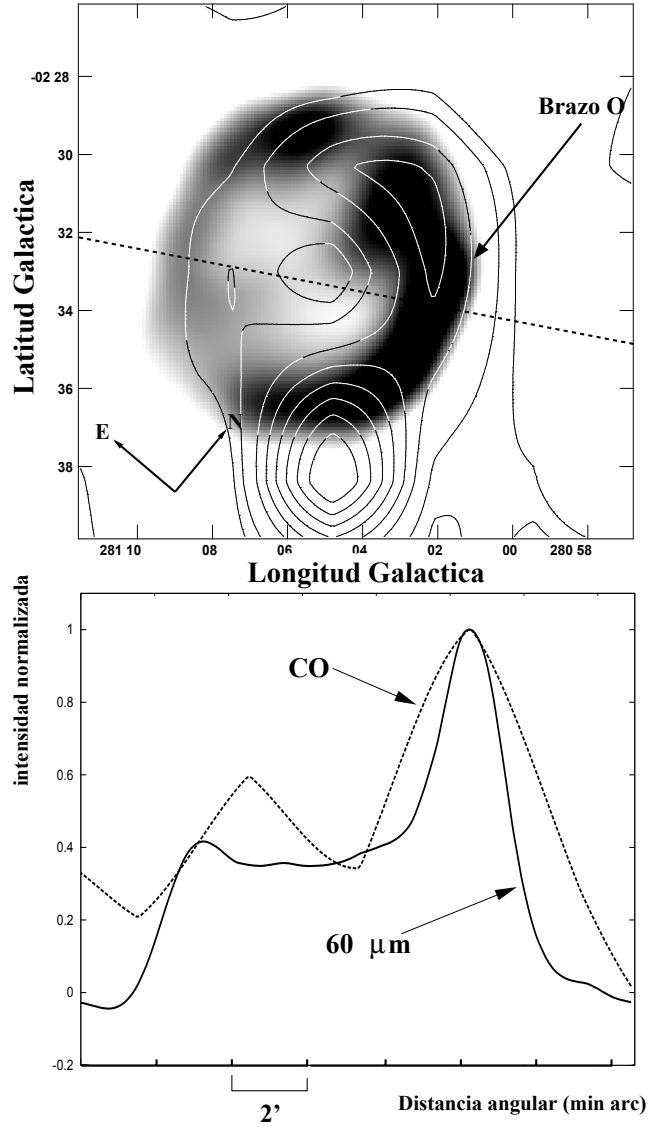 -02 28
30
32
34
36
38
Latitud Galactica
Brazo O
E
N
281 10
08
06
04
02
00
280 58
Longitud Galactica
intensidad normalizada
1
0.8
0.6
0.4
0.2
0
-0.2
CO
60 μm
2'
Distancia angular (min arc)